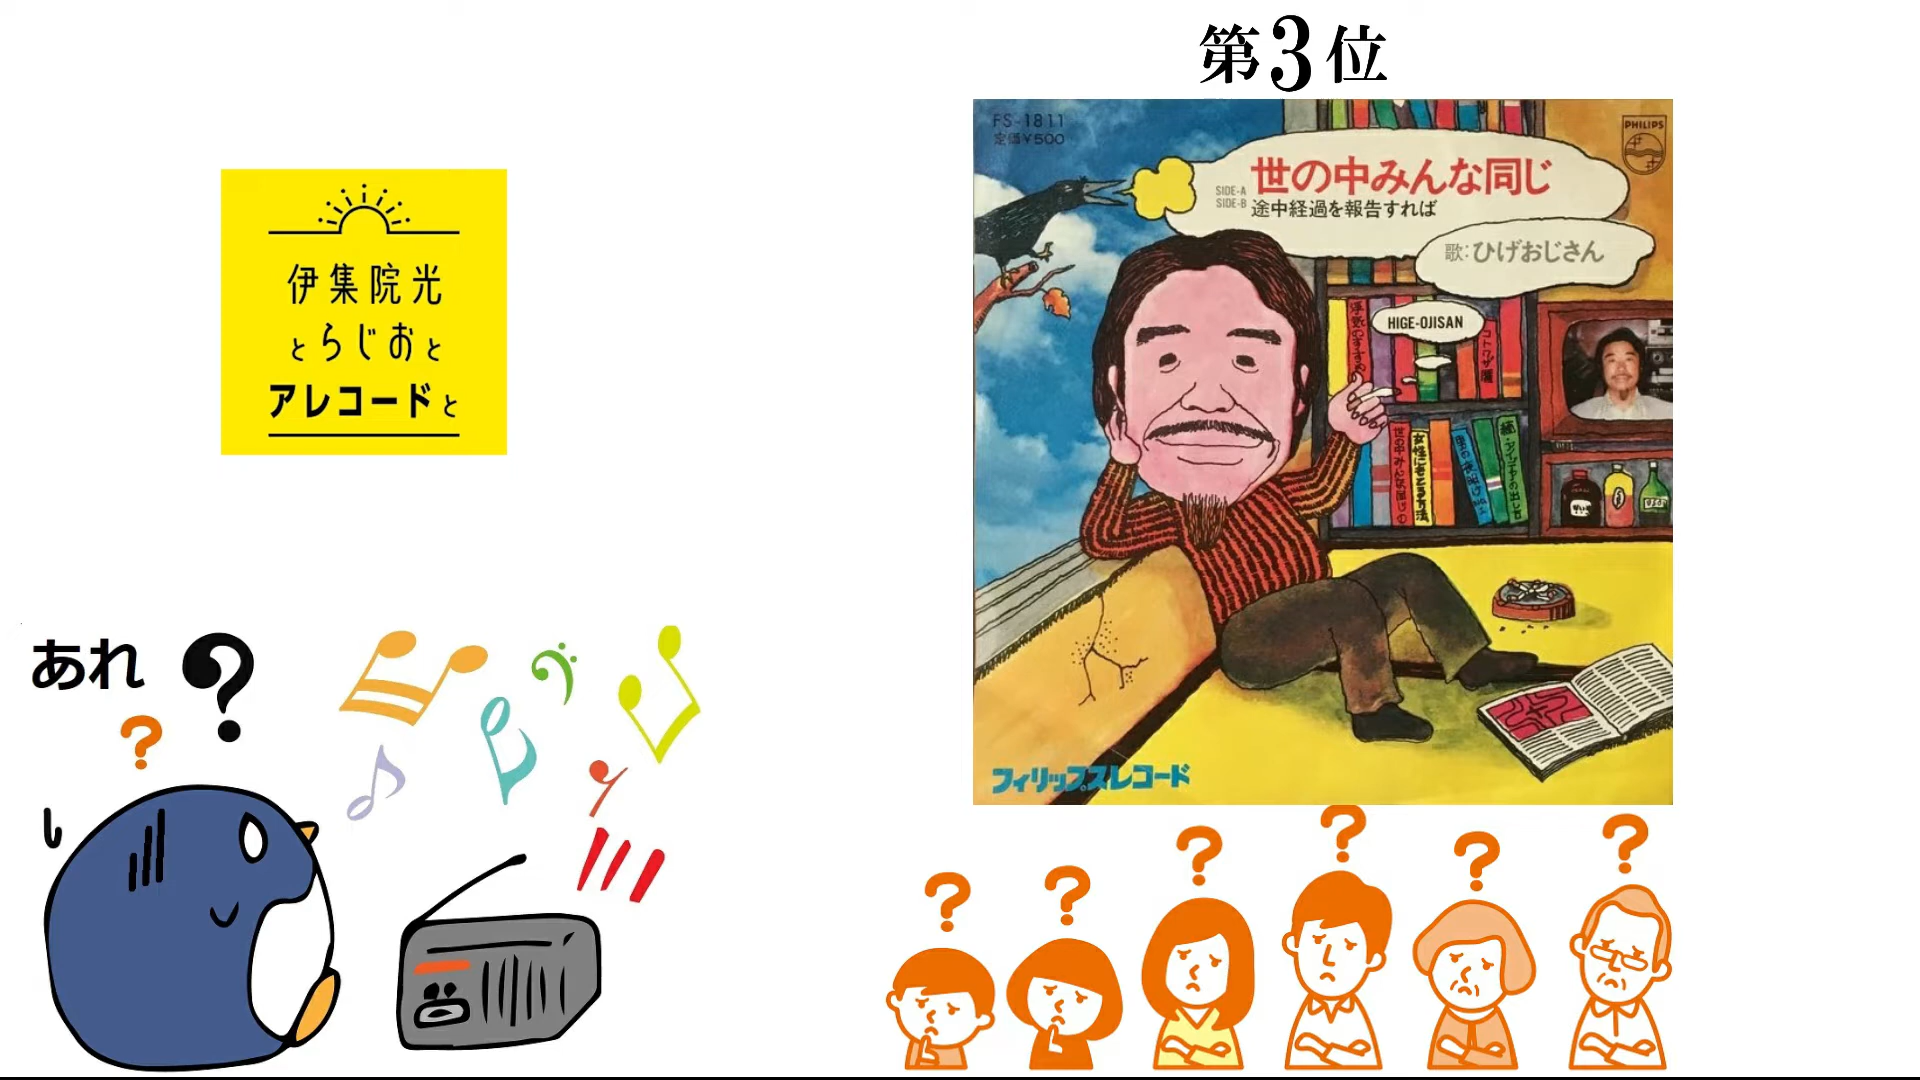 第3位
伊集院光
とらじおと
アレコードと
FS-1811
定価¥500
PHILIPS
SIDE-A 世の中みんな同じ
SIDE-B 途中経過を報告すれば
歌:ひげおじさん
HIGE-OJISAN
フィリップスレコード
あれ?
?
? ? ? ? ? ?